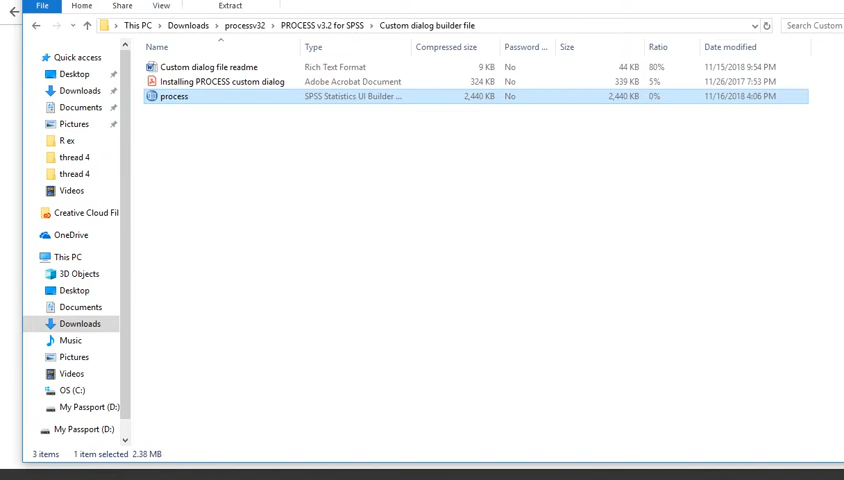 File Home Share View Extract
This PC Downloads processv32 PROCESS v3.2 for SPSS Custom dialog builder file Search Custom
Name Type Compressed size Password ... Size Ratio Date modified
Custom dialog file readme Rich Text Format 9 KB No 44 KB 80% 11/15/2018 9:54 PM
Installing PROCESS custom dialog Adobe Acrobat Document 324 KB No 339 KB 5% 11/26/2017 7:53 PM
process SPSS Statistics UI Builder ... 2,440 KB No 2,440 KB 0% 11/16/2018 4:06 PM
Quick access
Desktop
Downloads
Documents
Pictures
R ex
thread 4
thread 4
Videos
Creative Cloud Fil
OneDrive
This PC
3D Objects
Desktop
Documents
Downloads
Music
Pictures
Videos
OS (C:)
My Passport (D:)
My Passport (D:)
3 items 1 item selected 2.38 MB